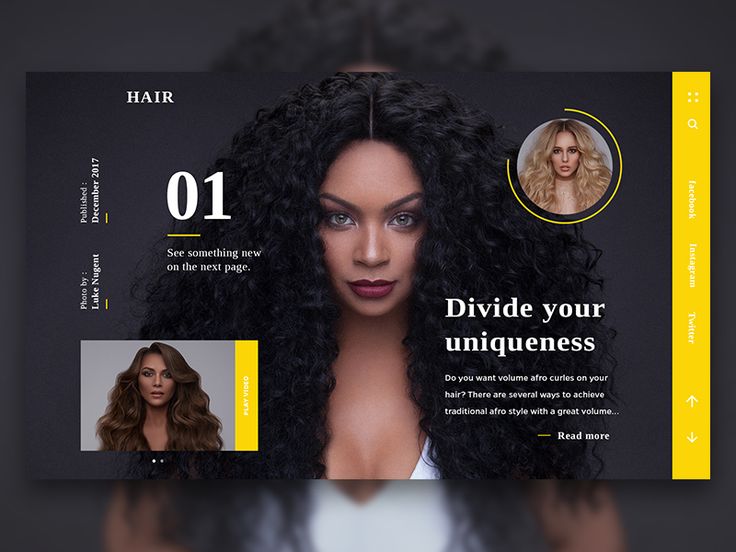 HAIR
Published :
December 2017
Photo by :
Luke Nugent
01
See something new
on the next page.
PLAY VIDEO
Divide your
uniqueness
Do you want volume afro curles on your
hair? There are several ways to achieve
traditional afro style with a great volume...
Read more
facebook
Instagram
Twitter